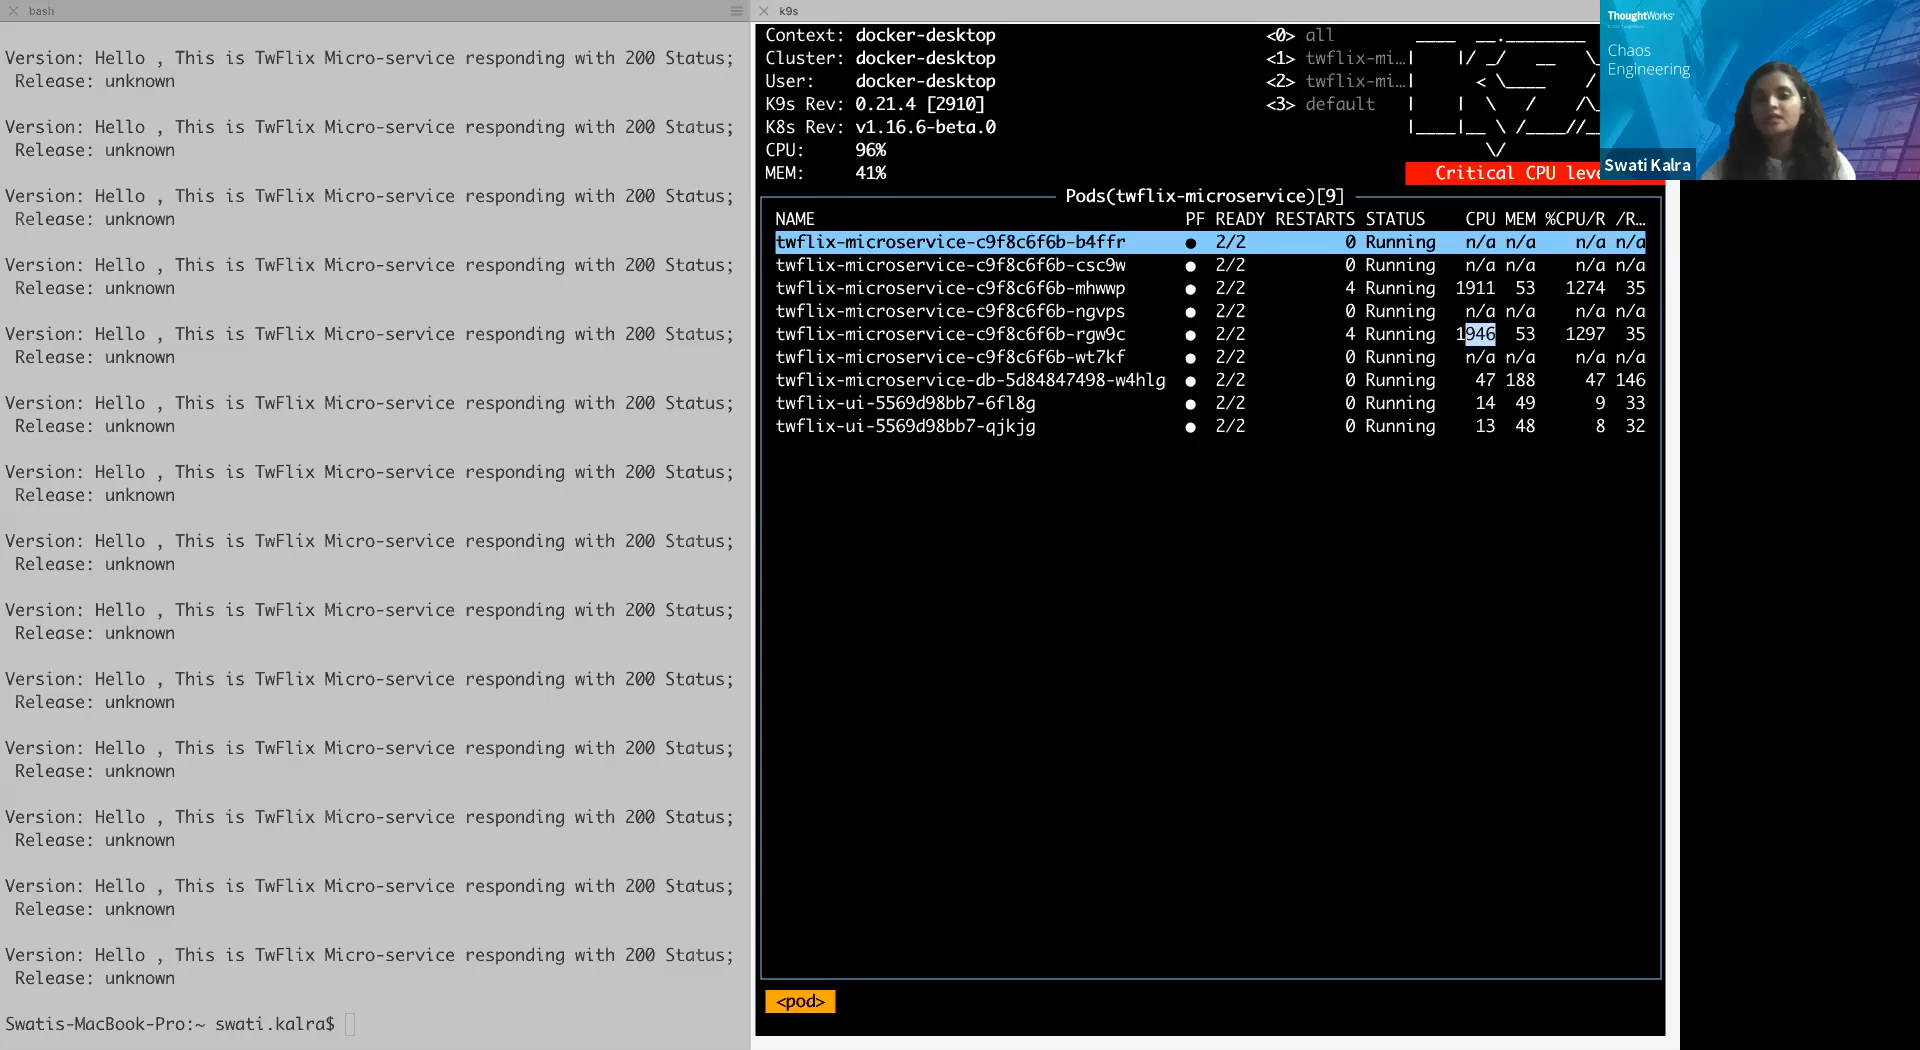 bash
Version: Hello , This is TwFlix Micro-service responding with 200 Status;
 Release: unknown
Version: Hello , This is TwFlix Micro-service responding with 200 Status;
 Release: unknown
Version: Hello , This is TwFlix Micro-service responding with 200 Status;
 Release: unknown
Version: Hello , This is TwFlix Micro-service responding with 200 Status;
 Release: unknown
Version: Hello , This is TwFlix Micro-service responding with 200 Status;
 Release: unknown
Version: Hello , This is TwFlix Micro-service responding with 200 Status;
 Release: unknown
Version: Hello , This is TwFlix Micro-service responding with 200 Status;
 Release: unknown
Version: Hello , This is TwFlix Micro-service responding with 200 Status;
 Release: unknown
Version: Hello , This is TwFlix Micro-service responding with 200 Status;
 Release: unknown
Version: Hello , This is TwFlix Micro-service responding with 200 Status;
 Release: unknown
Version: Hello , This is TwFlix Micro-service responding with 200 Status;
 Release: unknown
Version: Hello , This is TwFlix Micro-service responding with 200 Status;
 Release: unknown
Version: Hello , This is TwFlix Micro-service responding with 200 Status;
 Release: unknown
Version: Hello , This is TwFlix Micro-service responding with 200 Status;
 Release: unknown
Swatis-MacBook-Pro:~ swati.kalra$
k9s
Context: docker-desktop <0> all
Cluster: docker-desktop <1> twflix-mi…
User: docker-desktop <2> twflix-mi…
K9s Rev: 0.21.4 [2910] <3> default
K8s Rev: v1.16.6-beta.0
CPU: 96%
MEM: 41%
Critical CPU leve
Pods(twflix-microservice)[9]
NAME PF READY RESTARTS STATUS CPU MEM %CPU/R /R…
twflix-microservice-c9f8c6f6b-b4ffr ● 2/2 0 Running n/a n/a n/a n/a
twflix-microservice-c9f8c6f6b-csc9w ● 2/2 0 Running n/a n/a n/a n/a
twflix-microservice-c9f8c6f6b-mhwwp ● 2/2 4 Running 1911 53 1274 35
twflix-microservice-c9f8c6f6b-ngvps ● 2/2 0 Running n/a n/a n/a n/a
twflix-microservice-c9f8c6f6b-rgw9c ● 2/2 4 Running 1946 53 1297 35
twflix-microservice-c9f8c6f6b-wt7kf ● 2/2 0 Running n/a n/a n/a n/a
twflix-microservice-db-5d84847498-w4hlg ● 2/2 0 Running 47 188 47 146
twflix-ui-5569d98bb7-6fl8g ● 2/2 0 Running 14 49 9 33
twflix-ui-5569d98bb7-qjkjg ● 2/2 0 Running 13 48 8 32
<pod>
ThoughtWorks
Chaos
Engineering
Swati Kalra